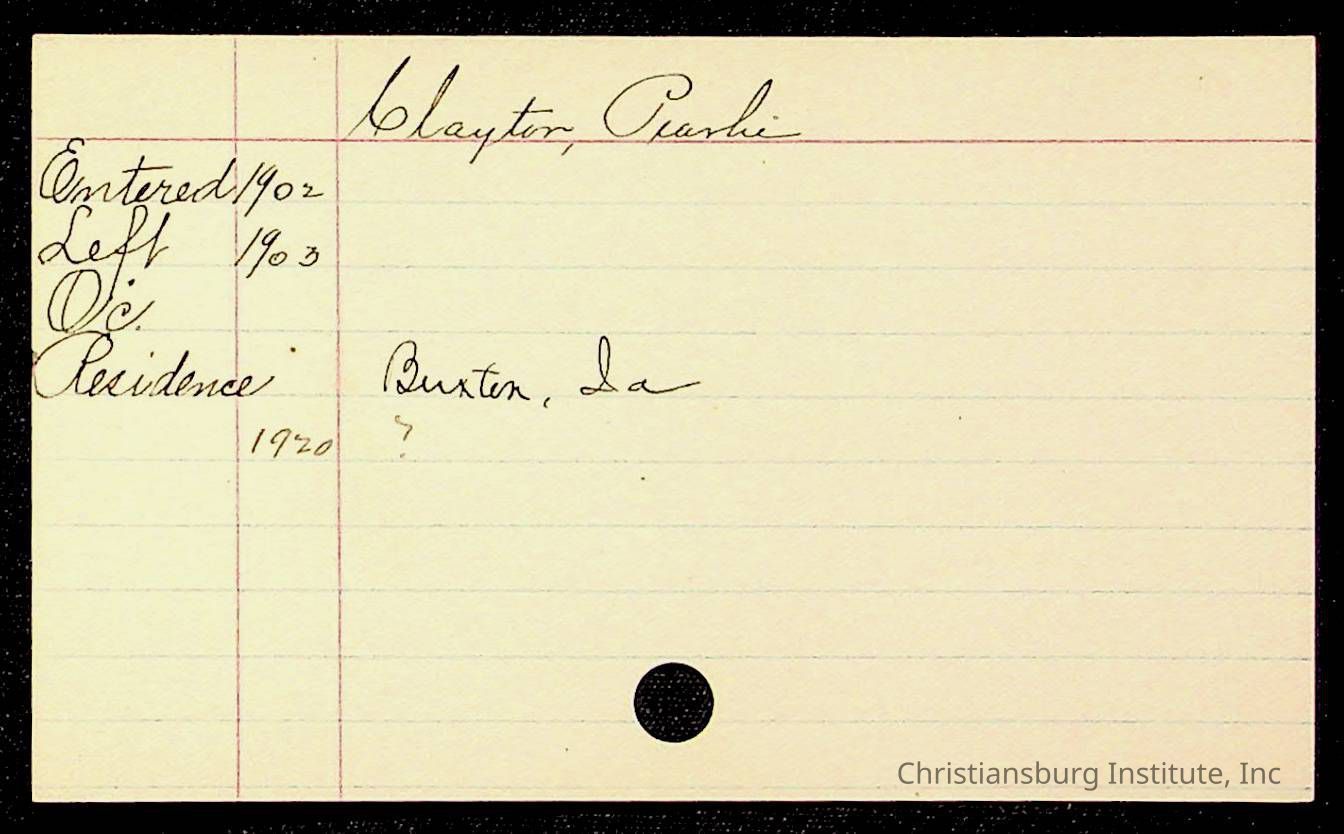 Clayton, Pearlie
Entered 1902
Left 1903
Oc.
Residence Buxton, Ia
1920 ?
Christiansburg Institute, Inc